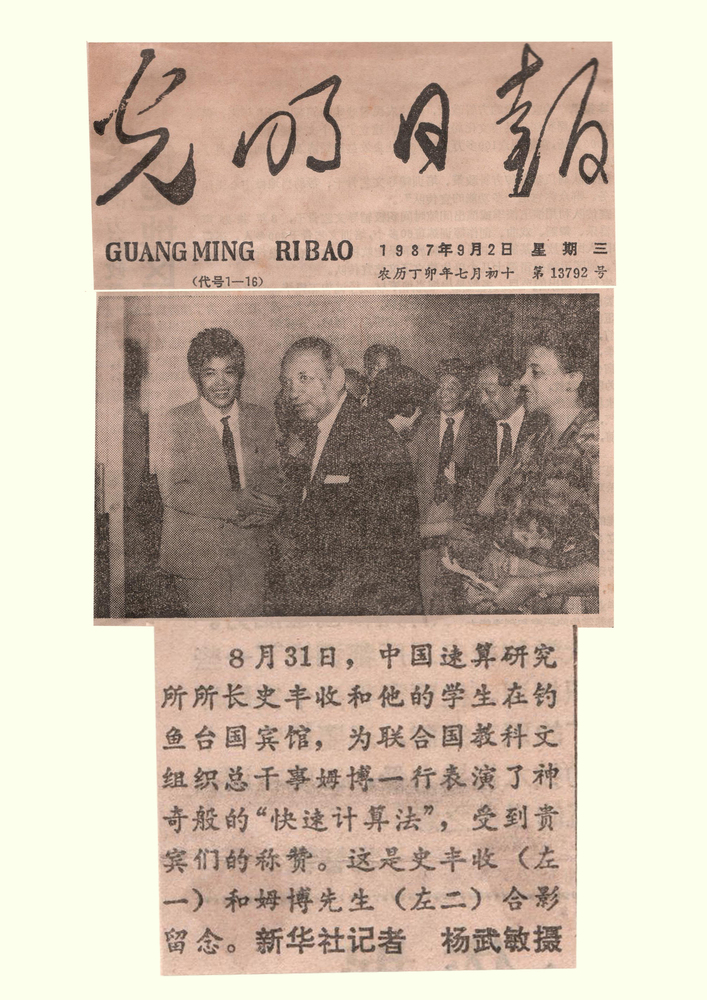 光明日報
GUANGMING RIBAO
1987年9月2日 星期三
(代号1—16)
农历丁卯年七月初十 第13792号
8月31日，中国速算研究
所所长史丰收和他的学生在钓
鱼台国宾馆，为联合国教科文
组织总干事姆博一行表演了神
奇般的“快速计算法”，受到贵
宾们的称赞。这是史丰收（左
一）和姆博先生（左二）合影
留念。新华社记者 杨武敏摄